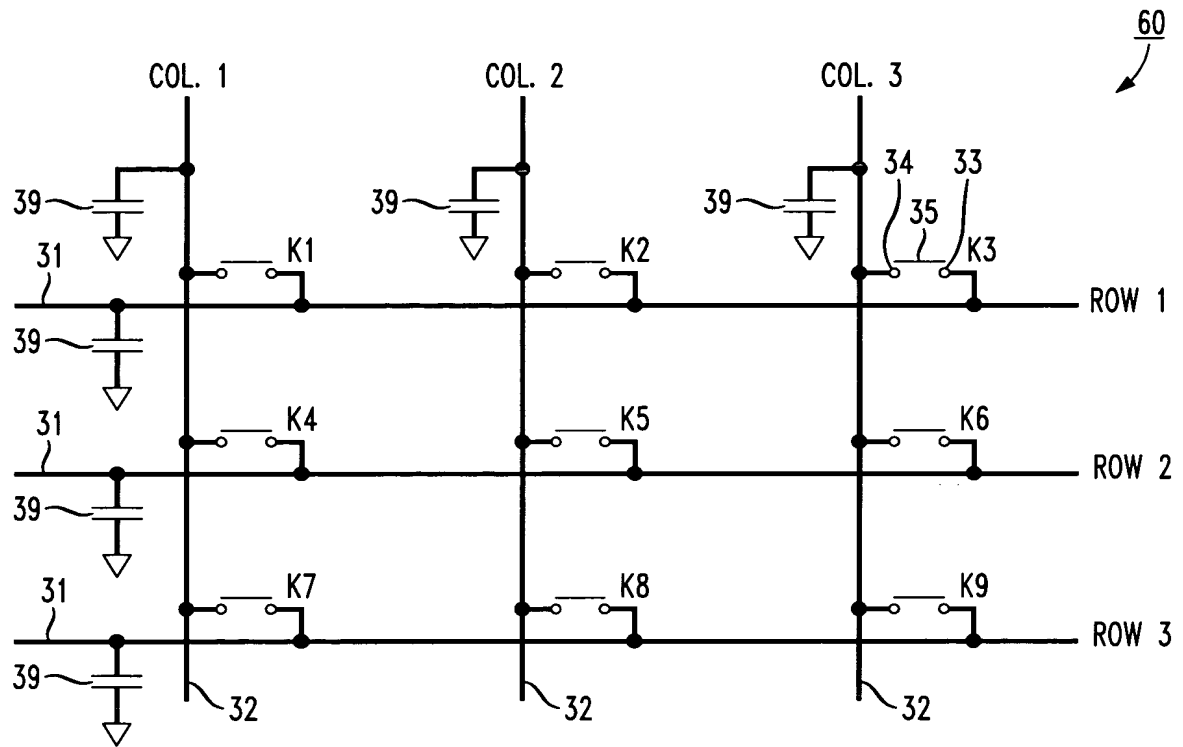 60
COL. 1 COL. 2 COL. 3
34 33
39 39 39 35
31 K1 K2 K3
ROW 1
39
31 K4 K5 K6
ROW 2
39
31 K7 K8 K9
ROW 3
39
32 32 32